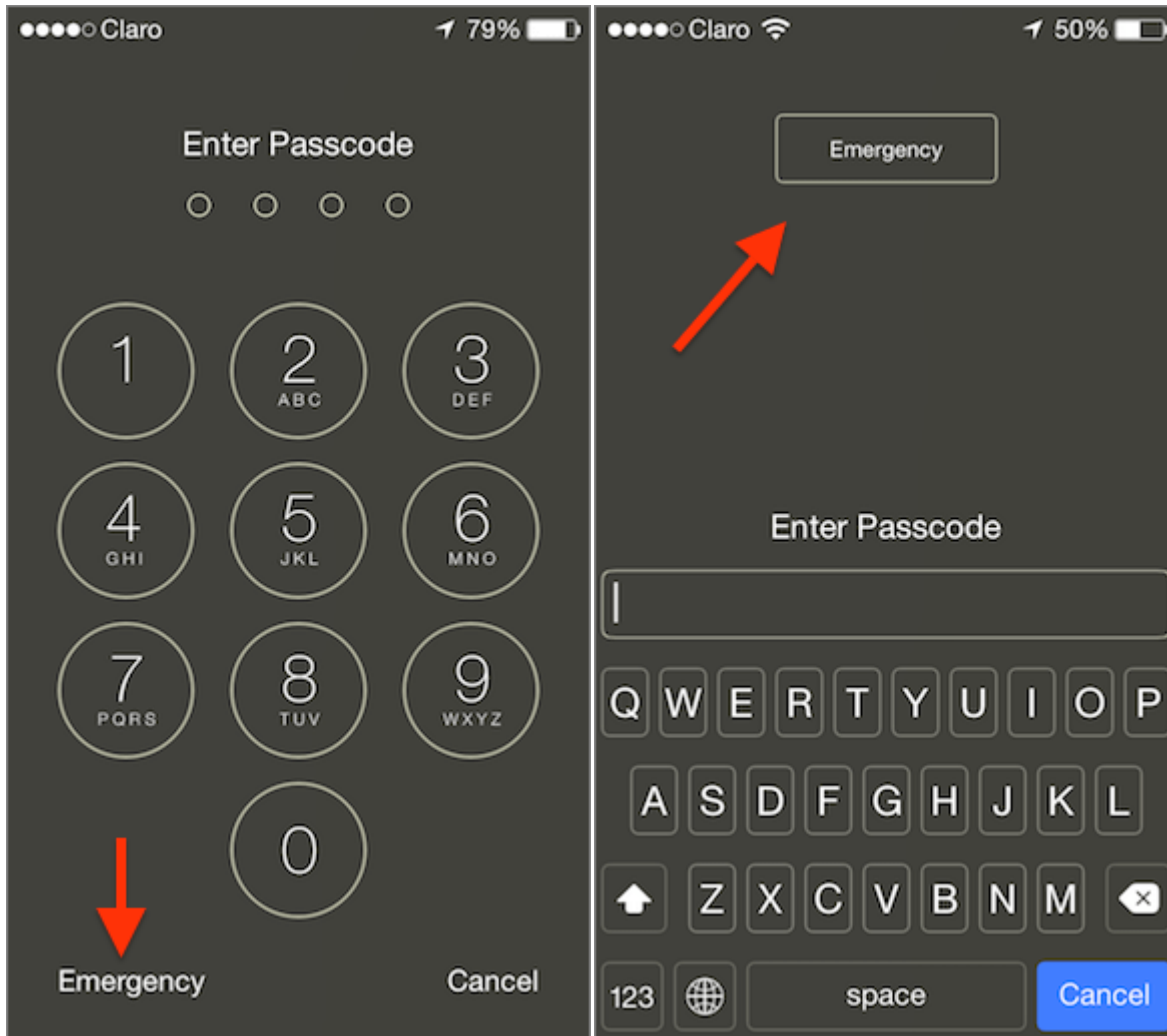 Claro 79%
Enter Passcode
1 2 3
ABC DEF
4 5 6
GHI JKL MNO
7 8 9
PQRS TUV WXYZ
0
Emergency Cancel
Claro 50%
Emergency
Enter Passcode
Q W E R T Y U I O P
A S D F G H J K L
Z X C V B N M
123 space Cancel